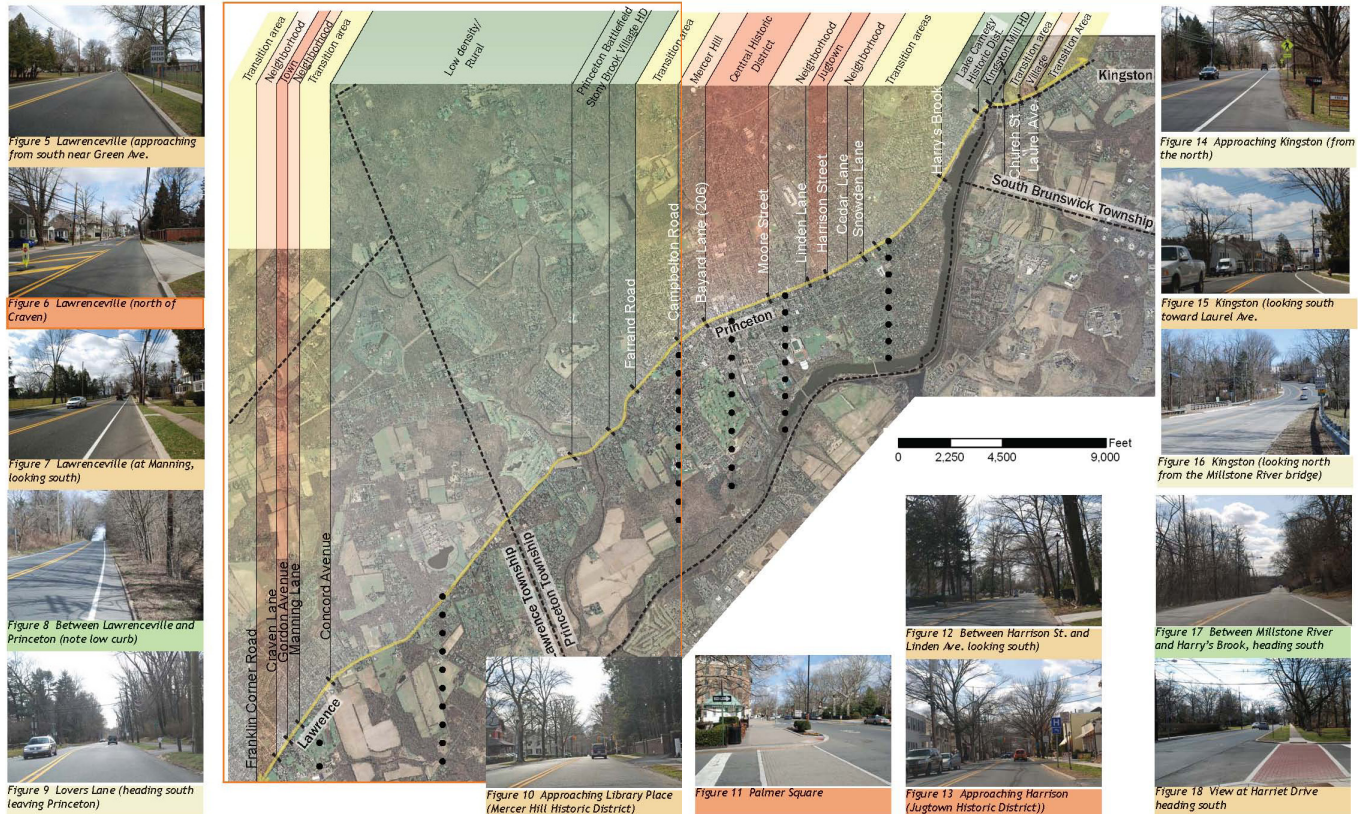 Transition area
Neighborhood
Town
Neighborhood
Transition area
Low density/
Rural
Princeton Battlefield
Stony Brook Village HD
Transition area
Mercer Hill
Central Historic
District
Neighborhood
Jugtown
Neighborhood
Transition areas
Lake Carnegy
Historic Dist.
Kingston Mill HD
Transition area
Village
Transition Area
Kingston
Harry's Brook
Church St.
Laurel Ave.
South Brunswick Township
Franklin Corner Road
Craven Lane
Gordon Avenue
Manning Lane
Concord Avenue
Farrand Road
Campbelton Road
Bayard Lane (206)
Moore Street
Linden Lane
Harrison Street
Cedar Lane
Snowden Lane
Princeton
Lawrence
awrence Township
Princeton Township
Feet
0 2,250 4,500 9,000
Figure 5 Lawrenceville (approaching
from south near Green Ave.
Figure 6 Lawrenceville (north of
Craven)
Figure 7 Lawrenceville (at Manning,
looking south)
Figure 8 Between Lawrenceville and
Princeton (note low curb)
Figure 9 Lovers Lane (heading south
leaving Princeton)
Figure 10 Approaching Library Place
(Mercer Hill Historic District)
Figure 11 Palmer Square
Figure 12 Between Harrison St. and
Linden Ave. looking south)
Figure 13 Approaching Harrison
(Jugtown Historic District))
Figure 14 Approaching Kingston (from
the north)
Figure 15 Kingston (looking south
toward Laurel Ave.
Figure 16 Kingston (looking north
from the Millstone River bridge)
Figure 17 Between Millstone River
and Harry's Brook, heading south
Figure 18 View at Harriet Drive
heading south
H